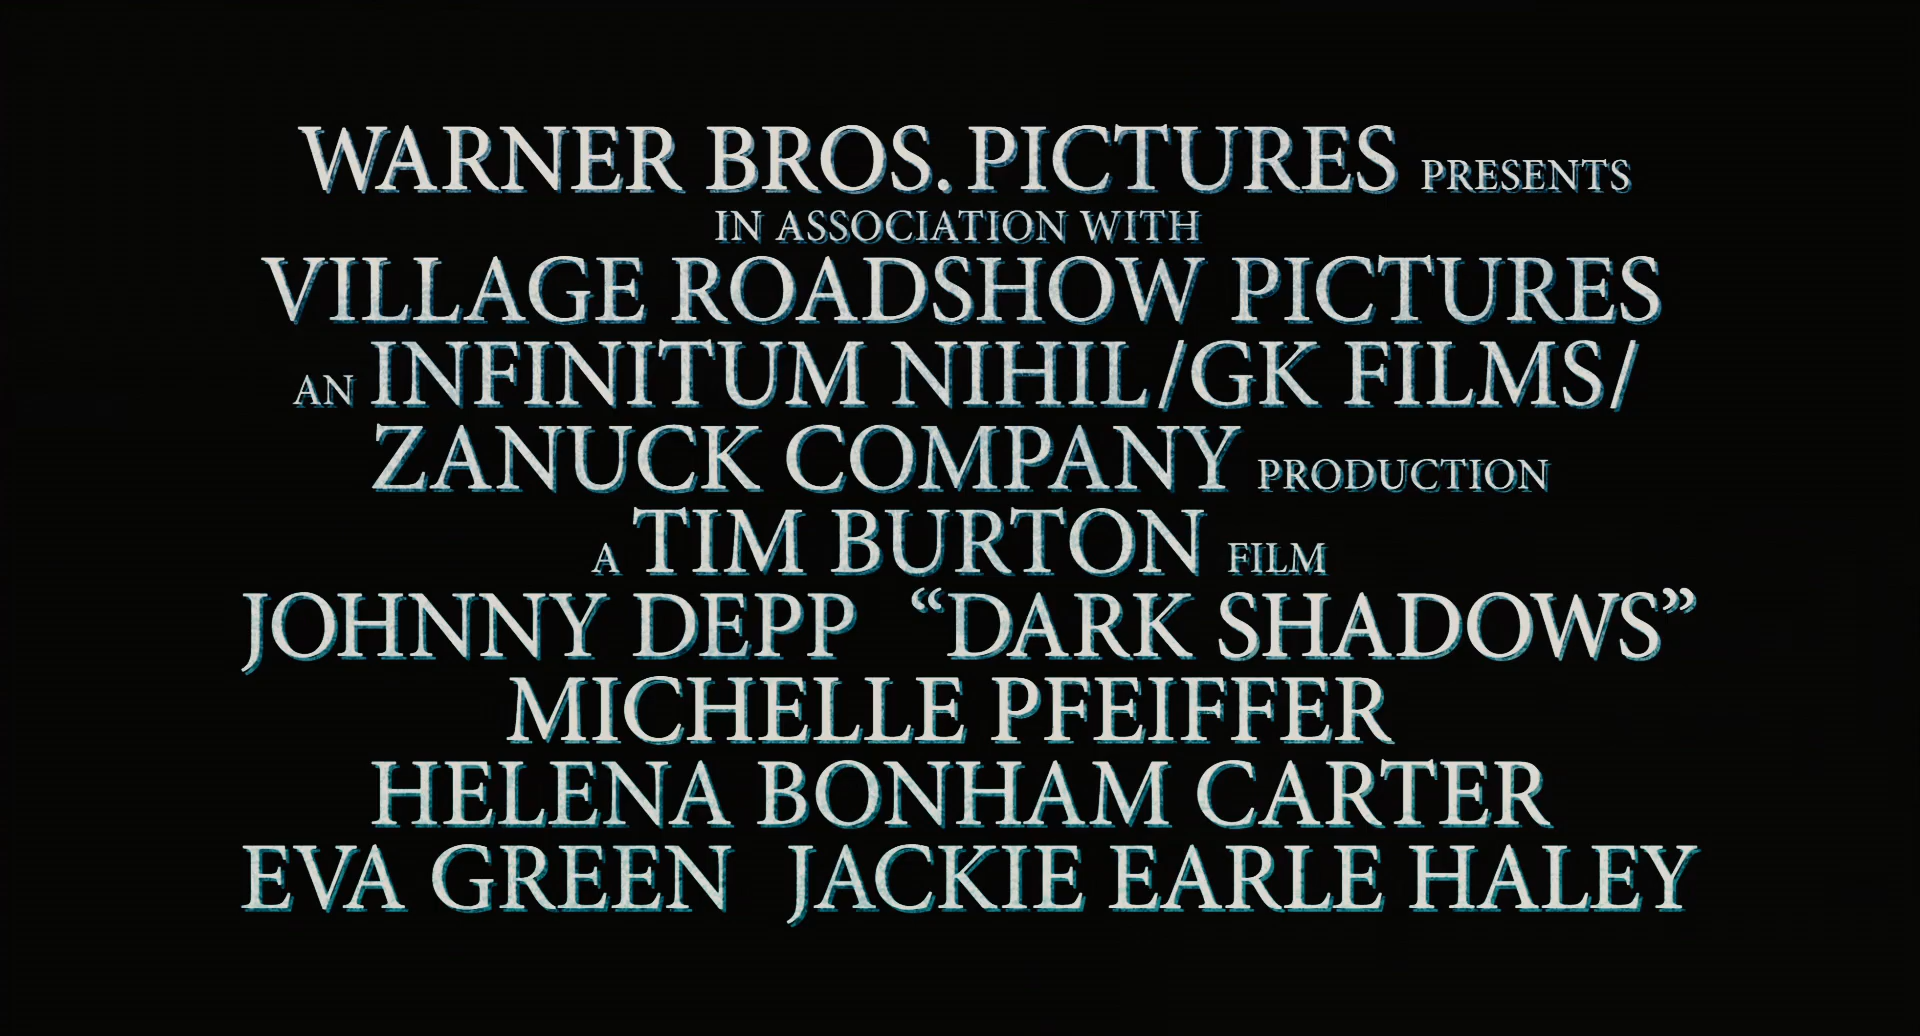 WARNER BROS. PICTURES PRESENTS
IN ASSOCIATION WITH
VILLAGE ROADSHOW PICTURES
AN INFINITUM NIHIL/GK FILMS/
ZANUCK COMPANY PRODUCTION
A TIM BURTON FILM
JOHNNY DEPP “DARK SHADOWS”
MICHELLE PFEIFFER
HELENA BONHAM CARTER
EVA GREEN JACKIE EARLE HALEY